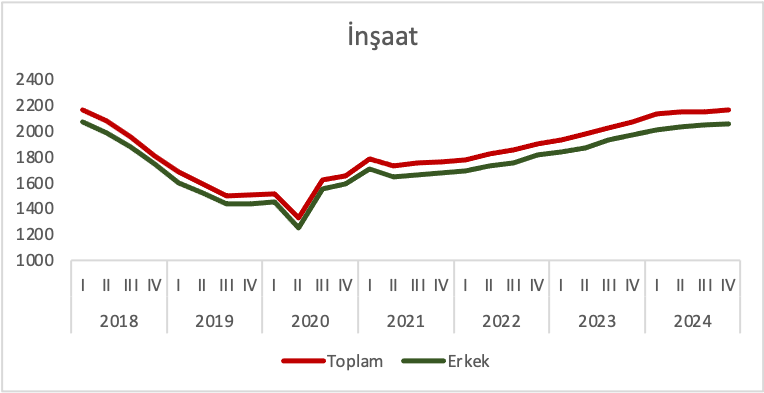 İnşaat
2400
2200
2000
1800
1600
1400
1200
1000
I II III IV I II III IV I II III IV I II III IV I II III IV I II III IV I II III IV
2018 2019 2020 2021 2022 2023 2024
Toplam Erkek